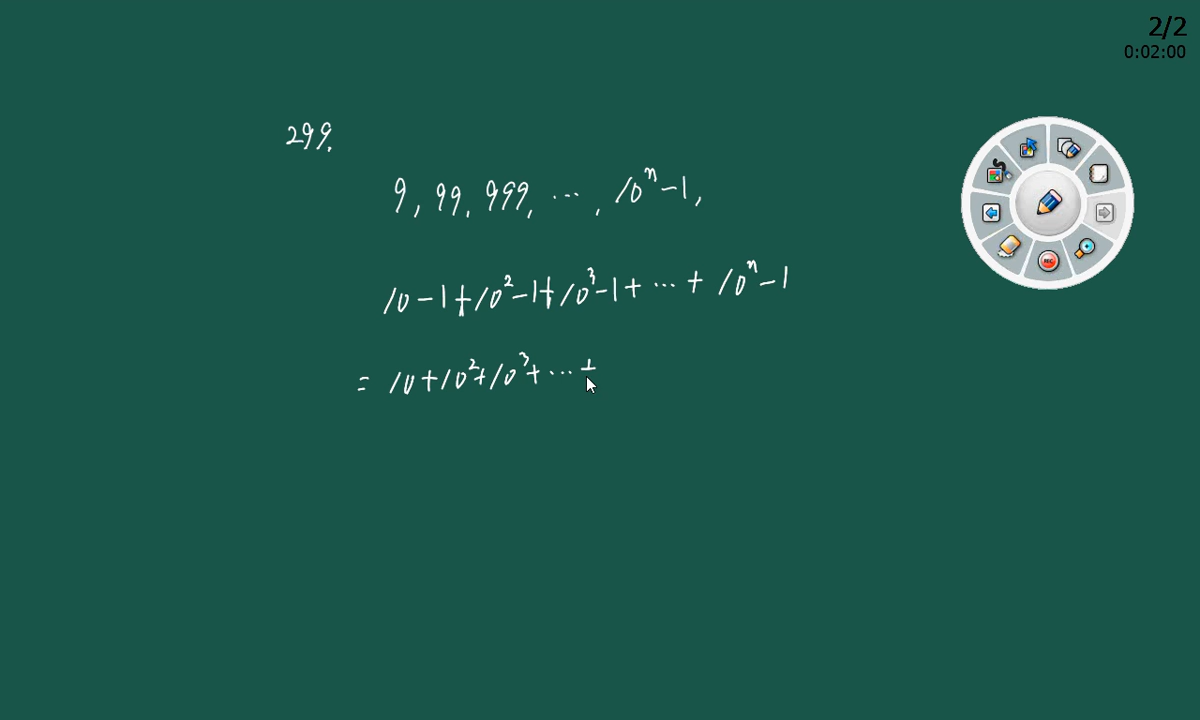 2/2
0:02:00
299.
9, 99, 999, ⋯, 10ⁿ-1,
10-1+10²-1+10³-1+⋯+10ⁿ-1
= 10+10²+10³+⋯+
REC